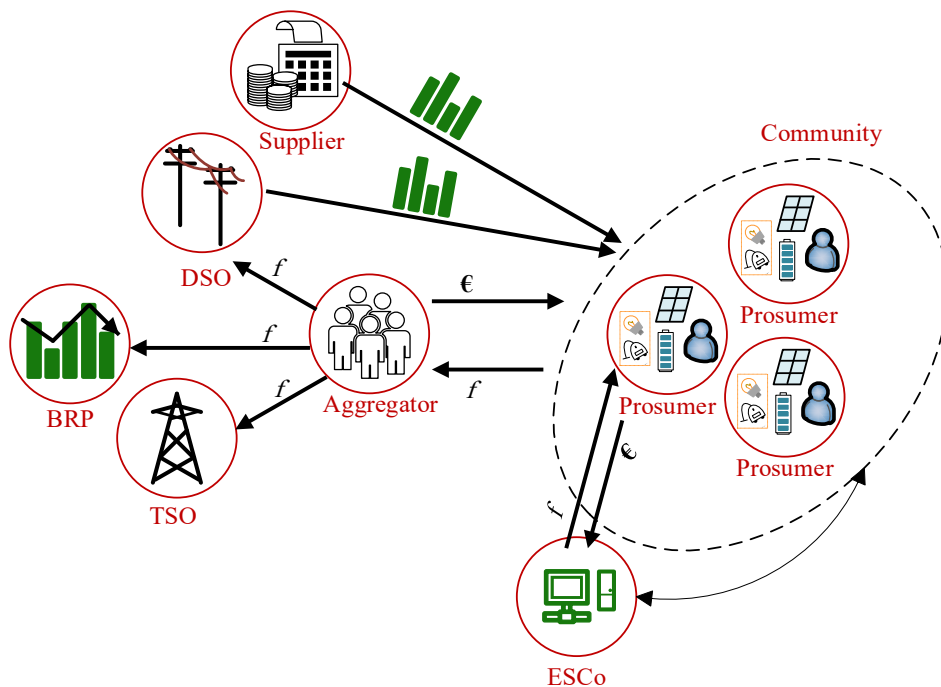 Supplier
Community
DSO
f
€
Prosumer
BRP
f
f
Aggregator
f
Prosumer
Prosumer
TSO
€
f
ESCo